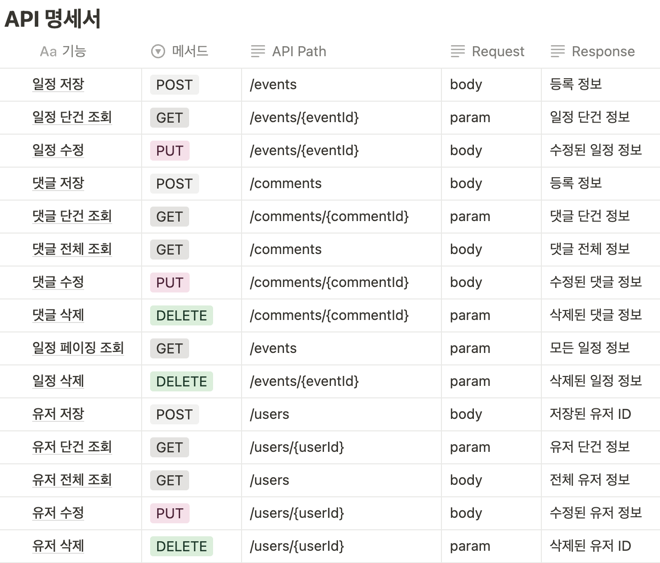 API 명세서
Aa 기능 메서드 API Path Request Response
일정 저장 POST /events body 등록 정보
일정 단건 조회 GET /events/{eventId} param 일정 단건 정보
일정 수정 PUT /events/{eventId} body 수정된 일정 정보
댓글 저장 POST /comments body 등록 정보
댓글 단건 조회 GET /comments/{commentId} param 댓글 단건 정보
댓글 전체 조회 GET /comments body 댓글 전체 정보
댓글 수정 PUT /comments/{commentId} body 수정된 댓글 정보
댓글 삭제 DELETE /comments/{commentId} param 삭제된 댓글 정보
일정 페이징 조회 GET /events param 모든 일정 정보
일정 삭제 DELETE /events/{eventId} param 삭제된 일정 정보
유저 저장 POST /users body 저장된 유저 ID
유저 단건 조회 GET /users/{userId} param 유저 단건 정보
유저 전체 조회 GET /users body 전체 유저 정보
유저 수정 PUT /users/{userId} body 수정된 유저 정보
유저 삭제 DELETE /users/{userId} param 삭제된 유저 ID